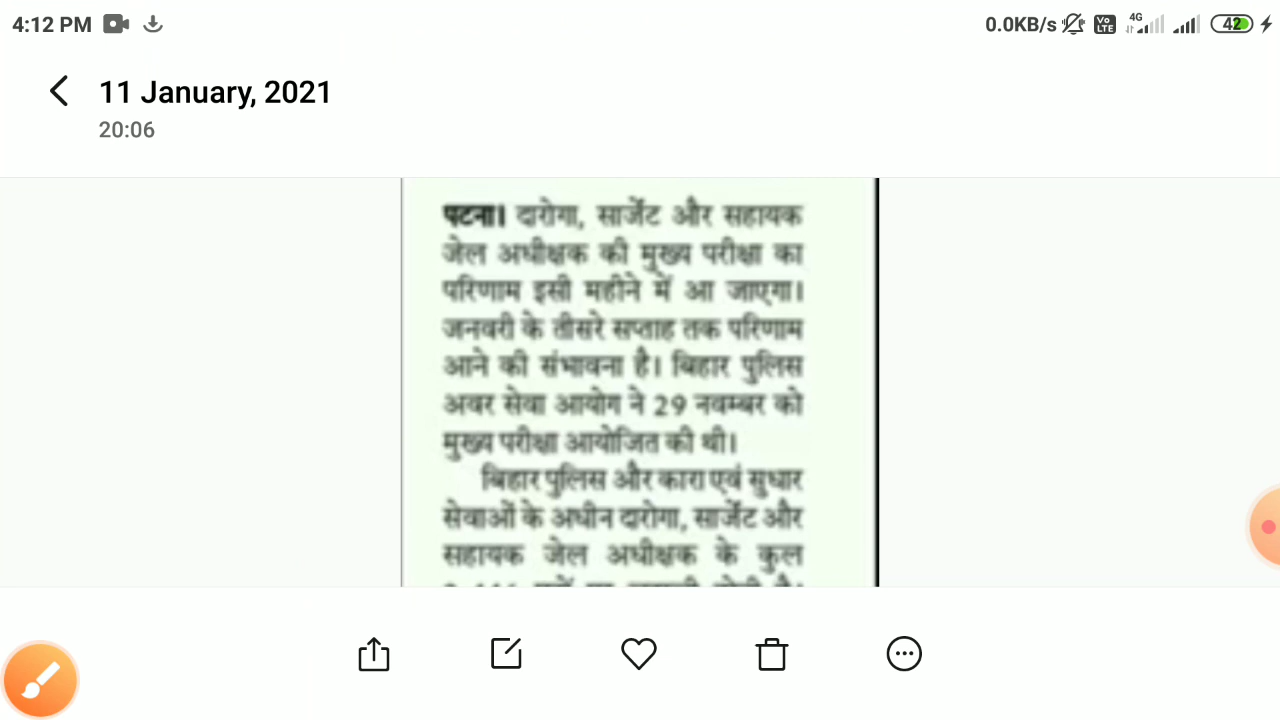 4:12 PM
0.0KB/s Vo LTE 4G 42
11 January, 2021
20:06
पटना। दारोगा, सार्जेंट और सहायक
जेल अधीक्षक की मुख्य परीक्षा का
परिणाम इसी महीने में आ जाएगा।
जनवरी के तीसरे सप्ताह तक परिणाम
आने की संभावना है। बिहार पुलिस
अवर सेवा आयोग ने 29 नवम्बर को
मुख्य परीक्षा आयोजित की थी।
बिहार पुलिस और कारा एवं सुधार
सेवाओं के अधीन दारोगा, सार्जेंट और
सहायक जेल अधीक्षक के कुल